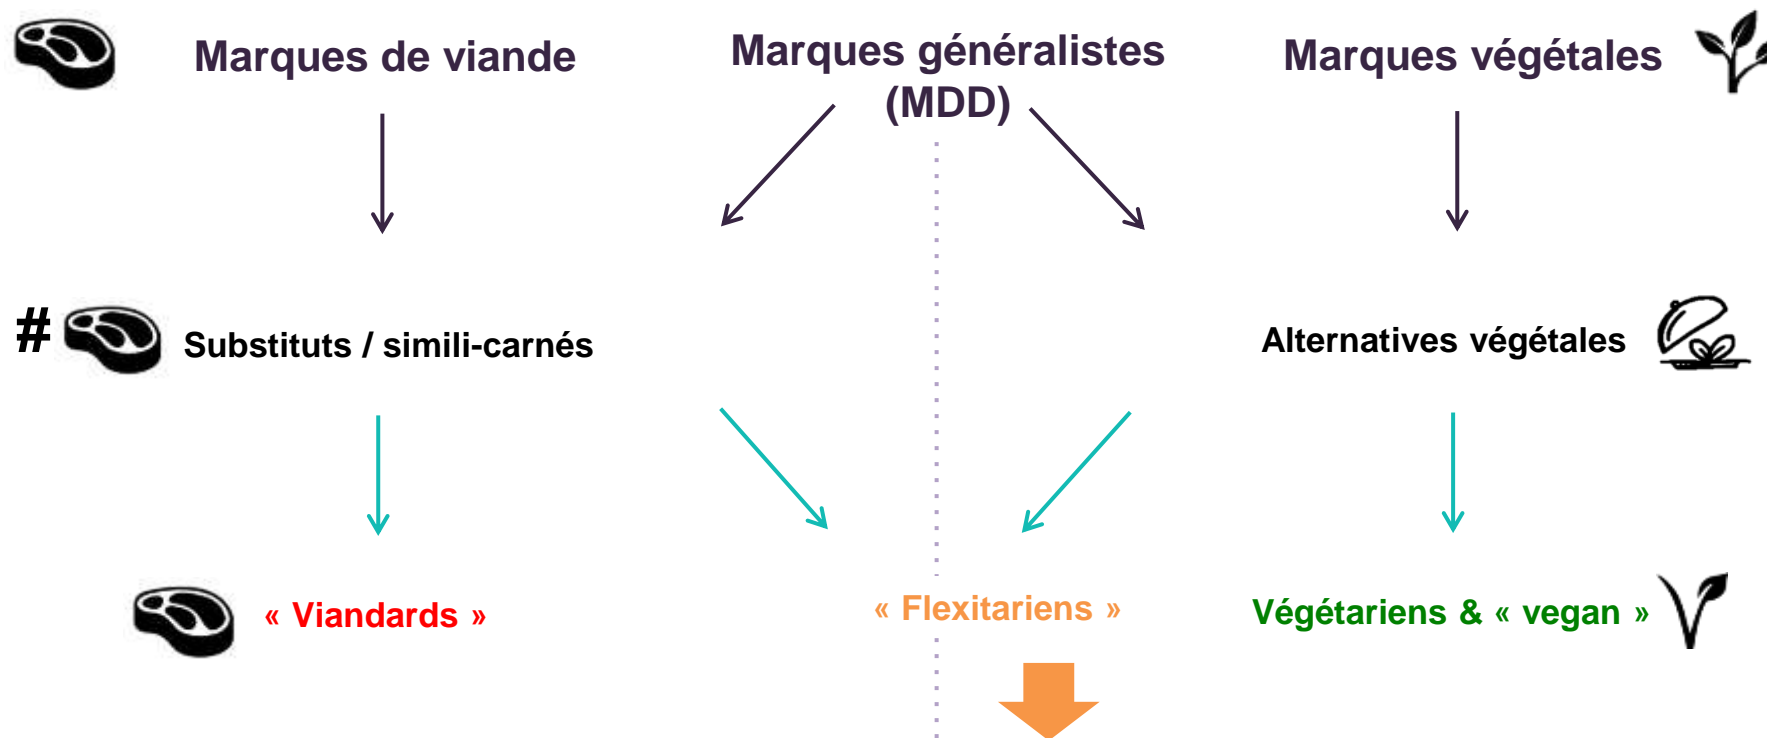 Marques de viande
Marques généralistes
(MDD)
Marques végétales
#
Substituts / simili-carnés
Alternatives végétales
« Viandards »
« Flexitariens »
Végétariens & « vegan »